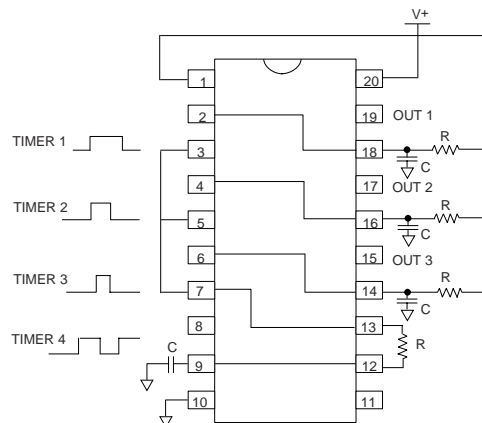 V+
1
20
2
19
OUT 1
TIMER 1
3
18
R
C
4
17
OUT 2
TIMER 2
5
16
R
C
6
15
OUT 3
TIMER 3
7
14
R
C
8
13
TIMER 4
C
9
12
R
10
11